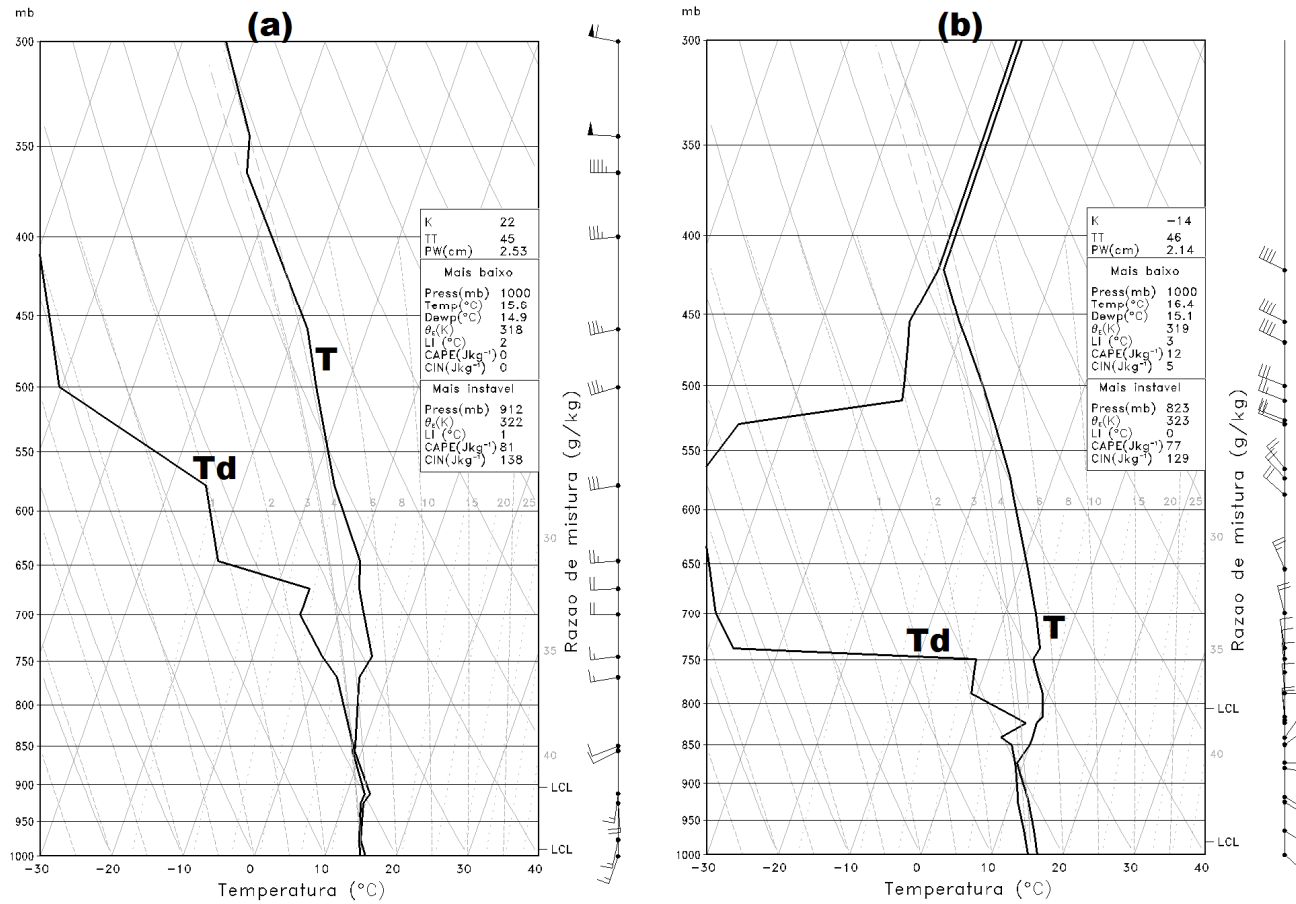 (a)
mb
300
350
400
450
500
550
600
650
700
750
800
850
900
950
1000
-30
-20
-10
0
10
20
30
40
Temperatura (°C)
T
Td
1
2
3
4
6
8
10
15
20
25
30
35
40
K 22
TT 45
PW(cm) 2.53
Mais baixo
Press(mb) 1000
Temp(°C) 15.6
Dewp(°C) 14.9
θE(K) 318
LI (°C) 2
CAPE(Jkg⁻¹) 0
CIN(Jkg⁻¹) 0
Mais instavel
Press(mb) 912
θE(K) 322
LI (°C) 1
CAPE(Jkg⁻¹) 81
CIN(Jkg⁻¹) 138
Razao de mistura (g/kg)
LCL
LCL
(b)
mb
300
350
400
450
500
550
600
650
700
750
800
850
900
950
1000
-30
-20
-10
0
10
20
30
40
Temperatura (°C)
T
Td
1
2
3
4
6
8
10
15
20
25
30
35
40
K -14
TT 46
PW(cm) 2.14
Mais baixo
Press(mb) 1000
Temp(°C) 16.4
Dewp(°C) 15.1
θE(K) 319
LI (°C) 3
CAPE(Jkg⁻¹) 12
CIN(Jkg⁻¹) 5
Mais instavel
Press(mb) 823
θE(K) 323
LI (°C) 0
CAPE(Jkg⁻¹) 77
CIN(Jkg⁻¹) 129
Razao de mistura (g/kg)
LCL
LCL